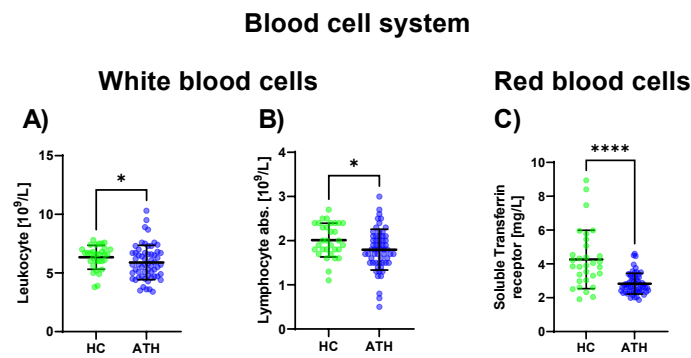 Blood cell system
White blood cells
Red blood cells
A)
B)
C)
Leukocyte [10⁹/L]
15
10
5
0
*
HC
ATH
Lymphocyte abs. [10⁹/L]
4
3
2
1
0
*
HC
ATH
Soluble Transferrin
receptor [mg/L]
10
8
6
4
2
0
****
HC
ATH